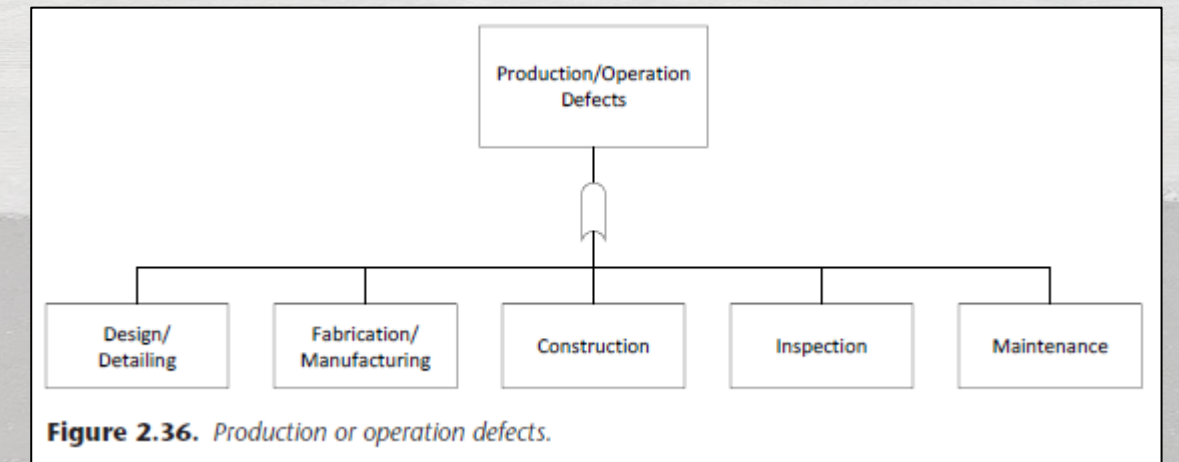 Production/Operation
Defects
Design/
Detailing
Fabrication/
Manufacturing
Construction
Inspection
Maintenance
Figure 2.36. Production or operation defects.